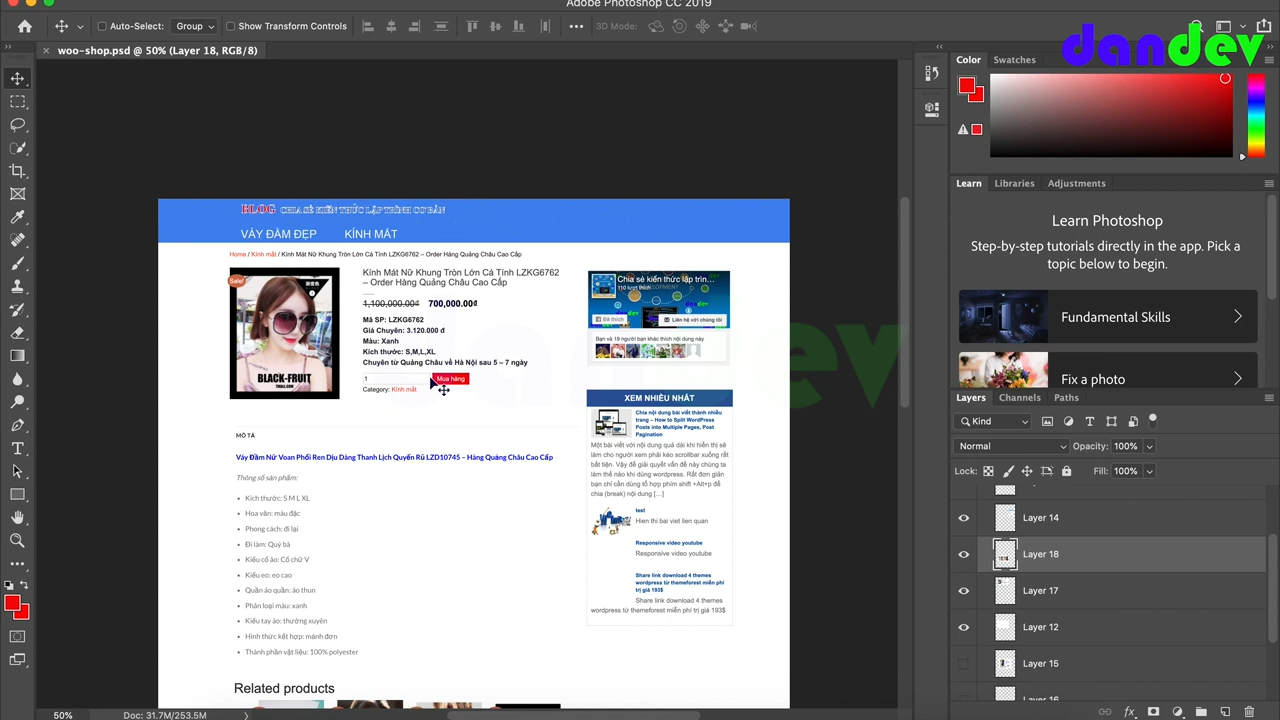 Adobe Photoshop CC 2019
Auto-Select:
Group
Show Transform Controls
3D Mode:
dandev
woo-shop.psd @ 50% (Layer 18, RGB/8)
Color
Swatches
Learn
Libraries
Adjustments
Learn Photoshop
Step-by-step tutorials directly in the app. Pick a
topic below to begin
Fundamental Skills
Layers
Channels
Paths
Kind
Normal
Opacity: 100%
Lock:
Fill: 100%
Layer 14
Layer 18
Layer 17
Layer 12
Layer 15
BLOG CHIA SẺ KIẾN THỨC LẬP TRÌNH CƠ BẢN
VÁY ĐẦM ĐẸP
KÍNH MÁT
Home / Kính mát / Kính Mát Nữ Khung Tròn Lớn Cá Tính LZKG6762 – Order Hàng Quảng Châu Cao Cấp
Sale!
BLACK-FRUIT
Kính Mát Nữ Khung Tròn Lớn Cá Tính LZKG6762
– Order Hàng Quảng Châu Cao Cấp
1,100,000.00₫ 700,000.00₫
Mã SP: LZKG6762
Giá Chuyên: 3.120.000 đ
Màu: Xanh
Kích thước: S,M,L,XL
Chuyên từ Quảng Châu về Hà Nội sau 5 – 7 ngày
1
Mua hàng
Category: Kính mát
Chia sẻ kiến thức lập trìn...
110 lượt thích
Đã thích
Liên hệ với chúng tôi
Bạn và 19 người bạn khác thích nội dung này
XEM NHIỀU NHẤT
Chia nội dung bài viết thành nhiều
trang – How to Split WordPress
Posts into Multiple Pages, Post
Pagination
Một bài viết với nội dung quá dài khi hiển thị sẽ
làm cho người xem phải kéo scrollbar xuống rất
bất tiện. Vậy để giải quyết vấn đề này chúng ta
làm thế nào khi dùng wordpress. Rất đơn giản
bạn chỉ cần dùng tổ hợp phím shift +Alt+p để
chia (break) nội dung […]
test
Hien thi bai viet lien quan
Responsive video youtube
Responsive video youtube
Share link download 4 themes
wordpress từ themeforest miễn phí
trị giá 193$
Share link download 4 themes
wordpress từ themeforest miễn phí trị giá 193$
MÔ TẢ
Váy Đầm Nữ Voan Phối Ren Dịu Dàng Thanh Lịch Quyến Rũ LZD10745 – Hàng Quảng Châu Cao Cấp
Thông số sản phẩm:
Kích thước: S M L XL
Hoa văn: màu đặc
Phong cách: đi lại
Đi làm: Quý bà
Kiểu cổ áo: Cổ chữ V
Kiểu eo: eo cao
Quần áo quần: áo thun
Phân loại màu: xanh
Kiểu tay áo: thường xuyên
Hình thức kết hợp: mảnh đơn
Thành phần vật liệu: 100% polyester
Related products
50%
Doc: 31.7M/253.5M